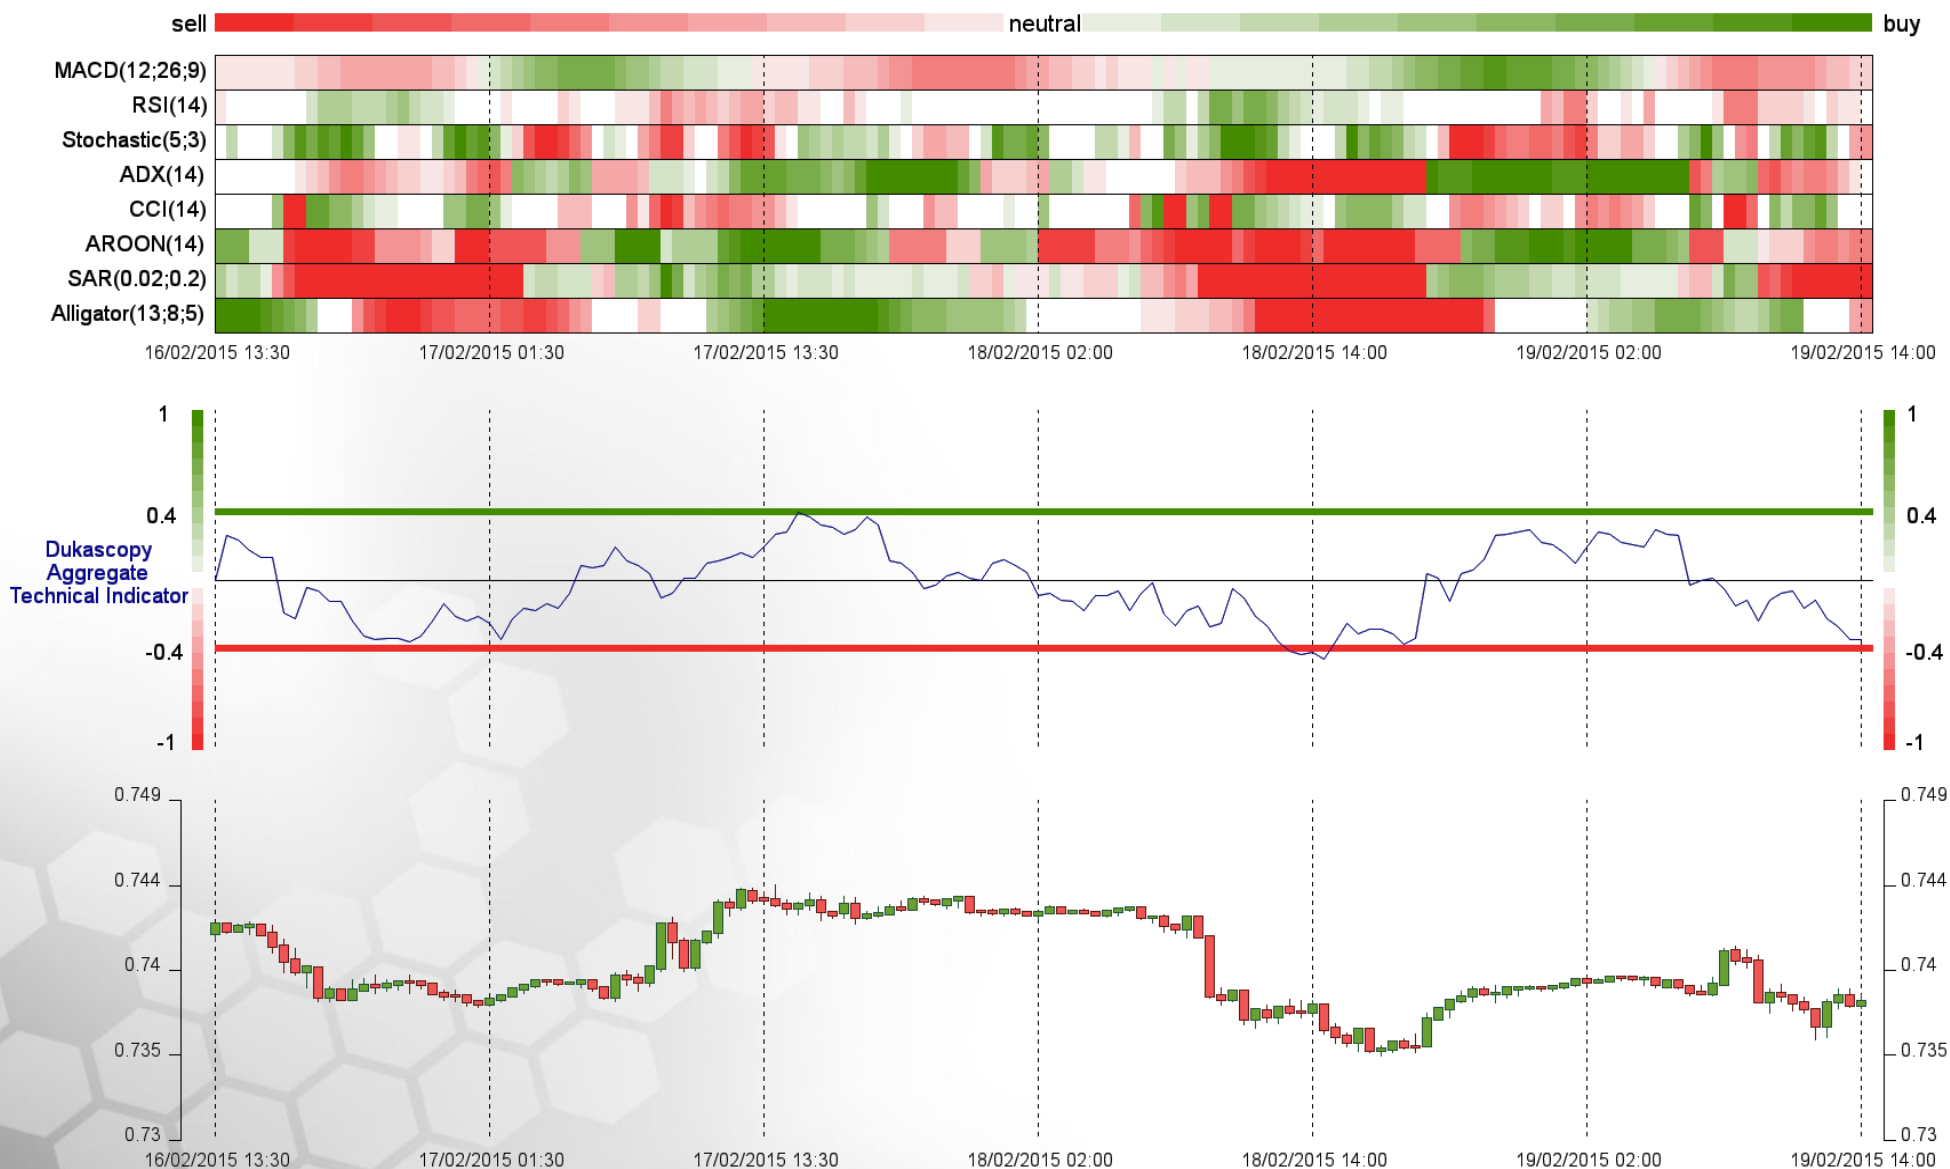 sell neutral buy
MACD(12;26;9)
RSI(14)
Stochastic(5;3)
ADX(14)
CCI(14)
AROON(14)
SAR(0.02;0.2)
Alligator(13;8;5)
16/02/2015 13:30 17/02/2015 01:30 17/02/2015 13:30 18/02/2015 02:00 18/02/2015 14:00 19/02/2015 02:00 19/02/2015 14:00
1 1
0.4 0.4
Dukascopy
Aggregate
Technical Indicator
-0.4 -0.4
-1 -1
0.749 0.749
0.744 0.744
0.74 0.74
0.735 0.735
0.73 0.73
16/02/2015 13:30 17/02/2015 01:30 17/02/2015 13:30 18/02/2015 02:00 18/02/2015 14:00 19/02/2015 02:00 19/02/2015 14:00